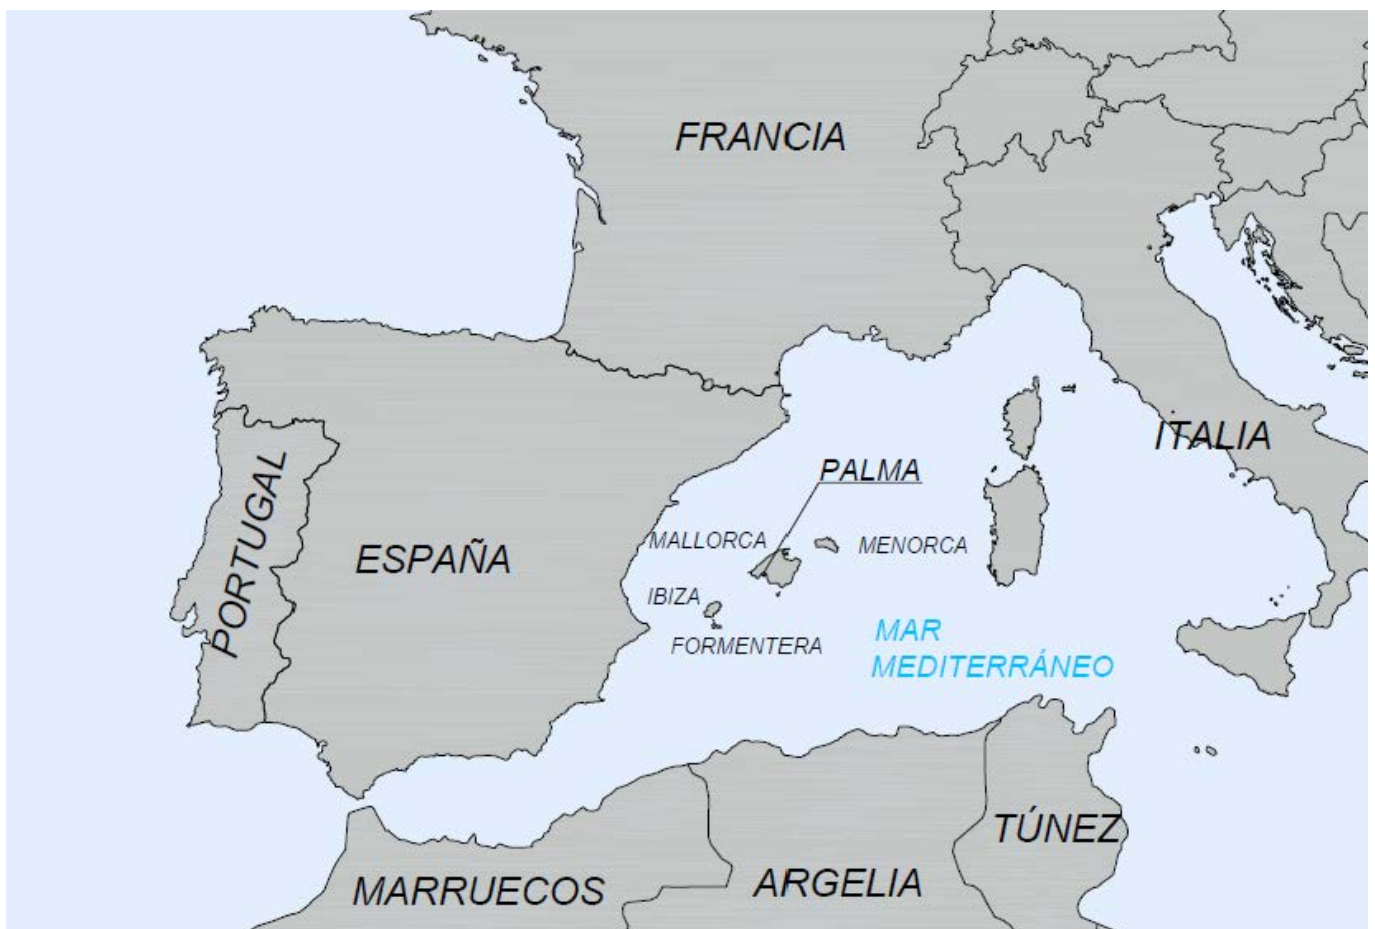 FRANCIA
ITALIA
PORTUGAL
PALMA
ESPAÑA
MALLORCA
MENORCA
IBIZA
FORMENTERA
MAR
MEDITERRÁNEO
TÚNEZ
MARRUECOS
ARGELIA